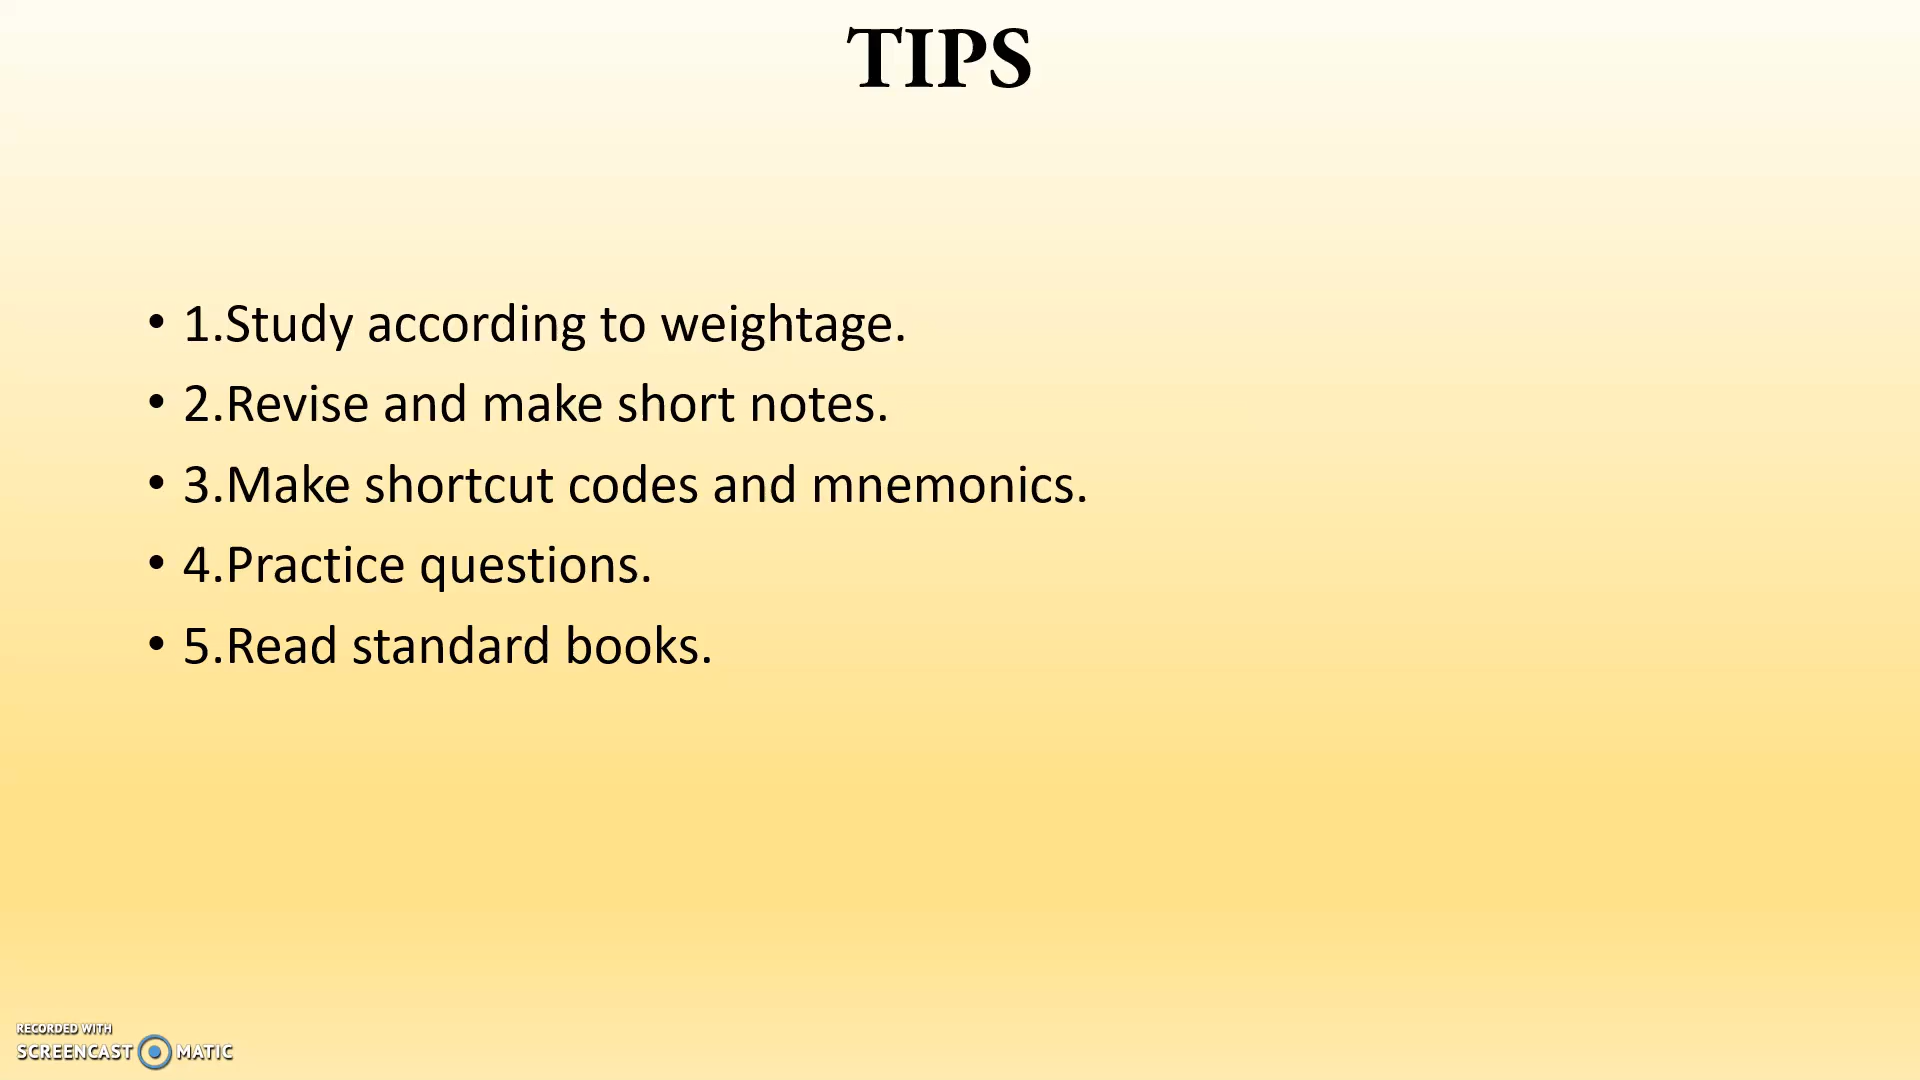 TIPS
• 1.Study according to weightage.
• 2.Revise and make short notes.
• 3.Make shortcut codes and mnemonics.
• 4.Practice questions.
• 5.Read standard books.
RECORDED WITH
SCREENCAST MATIC